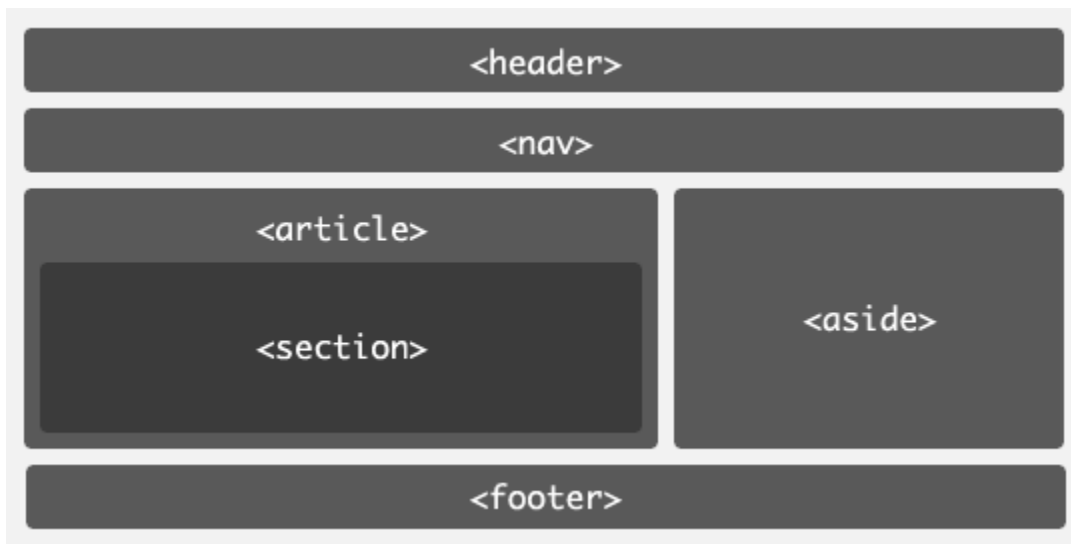 <header>
<nav>
<article>
<section>
<aside>
<footer>